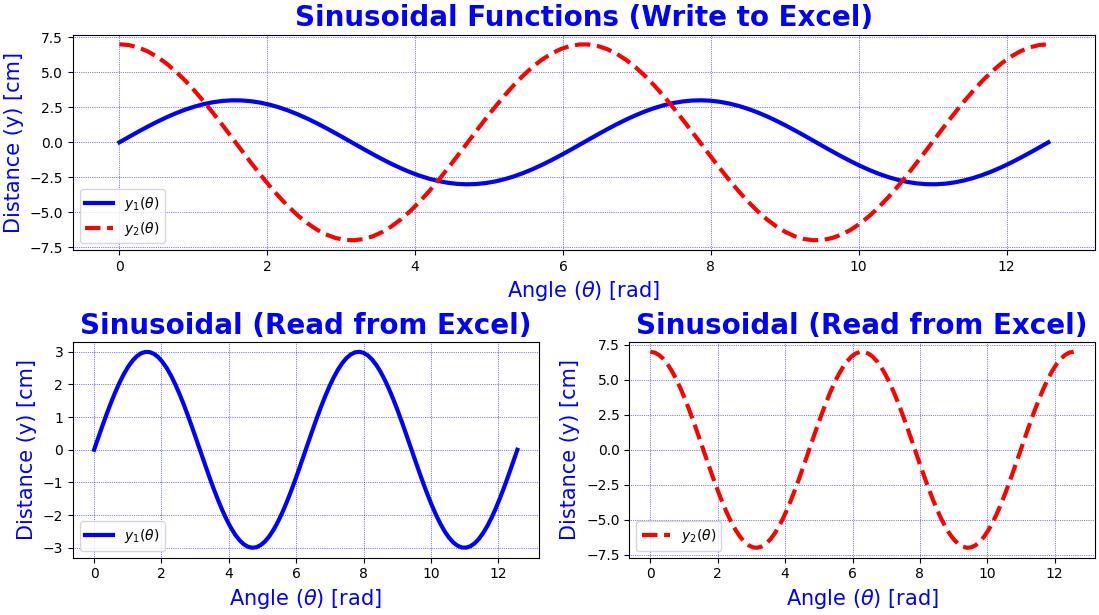 Sinusoidal Functions (Write to Excel)
7.5
5.0
2.5
0.0
−2.5
−5.0
−7.5
Distance (y) [cm]
y₁(θ)
y₂(θ)
0 2 4 6 8 10 12
Angle (θ) [rad]
Sinusoidal (Read from Excel)
3
2
1
0
−1
−2
−3
Distance (y) [cm]
y₁(θ)
0 2 4 6 8 10 12
Angle (θ) [rad]
Sinusoidal (Read from Excel)
7.5
5.0
2.5
0.0
−2.5
−5.0
−7.5
Distance (y) [cm]
y₂(θ)
0 2 4 6 8 10 12
Angle (θ) [rad]